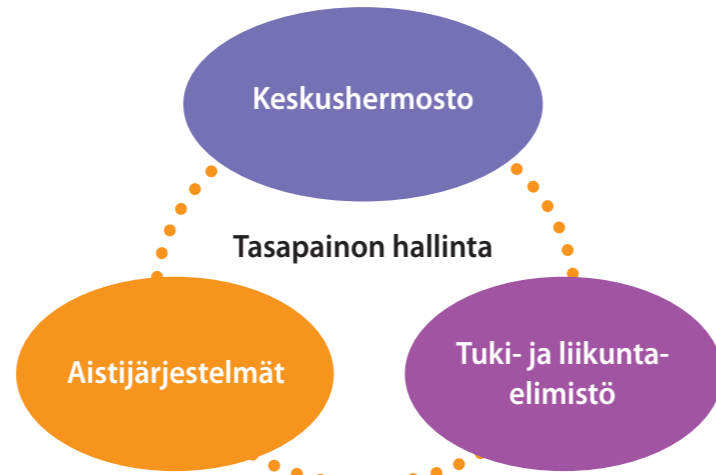 Keskushermosto
Tasapainon hallinta
Aistijärjestelmät
Tuki- ja liikunta-
elimistö